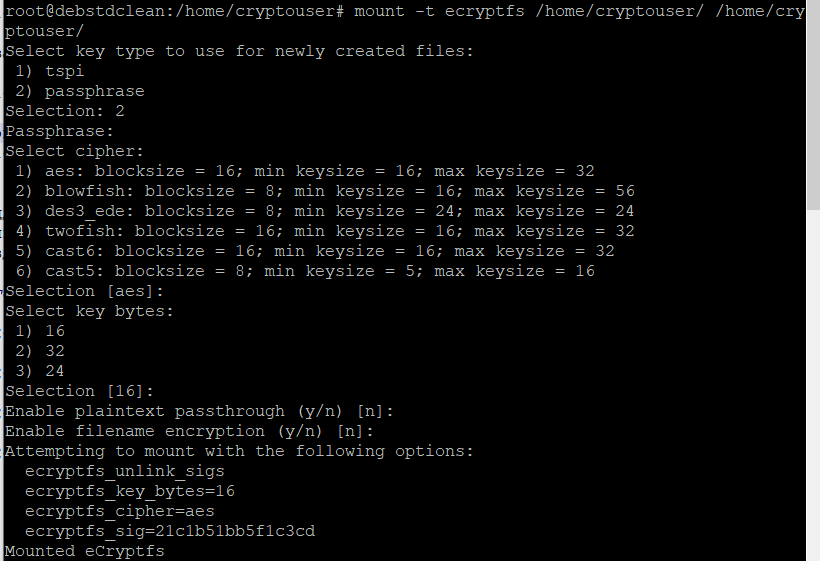 root@debstdclean:/home/cryptouser# mount -t ecryptfs /home/cryptouser/ /home/cry
ptouser/
Select key type to use for newly created files:
 1) tspi
 2) passphrase
Selection: 2
Passphrase:
Select cipher:
 1) aes: blocksize = 16; min keysize = 16; max keysize = 32
 2) blowfish: blocksize = 8; min keysize = 16; max keysize = 56
 3) des3_ede: blocksize = 8; min keysize = 24; max keysize = 24
 4) twofish: blocksize = 16; min keysize = 16; max keysize = 32
 5) cast6: blocksize = 16; min keysize = 16; max keysize = 32
 6) cast5: blocksize = 8; min keysize = 5; max keysize = 16
Selection [aes]:
Select key bytes:
 1) 16
 2) 32
 3) 24
Selection [16]:
Enable plaintext passthrough (y/n) [n]:
Enable filename encryption (y/n) [n]:
Attempting to mount with the following options:
  ecryptfs_unlink_sigs
  ecryptfs_key_bytes=16
  ecryptfs_cipher=aes
  ecryptfs_sig=21c1b51bb5f1c3cd
Mounted eCryptfs